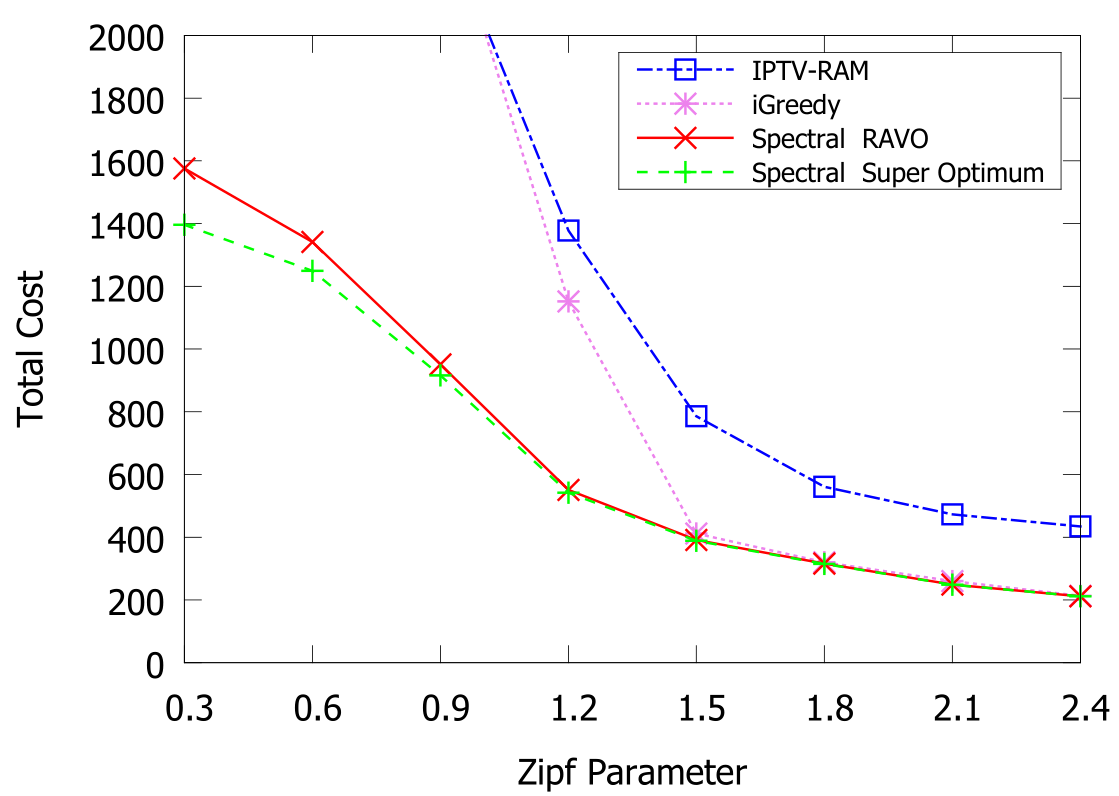 2000
1800
1600
1400
1200
1000
800
600
400
200
0
Total Cost
IPTV-RAM
iGreedy
Spectral RAVO
Spectral Super Optimum
0.3 0.6 0.9 1.2 1.5 1.8 2.1 2.4
Zipf Parameter